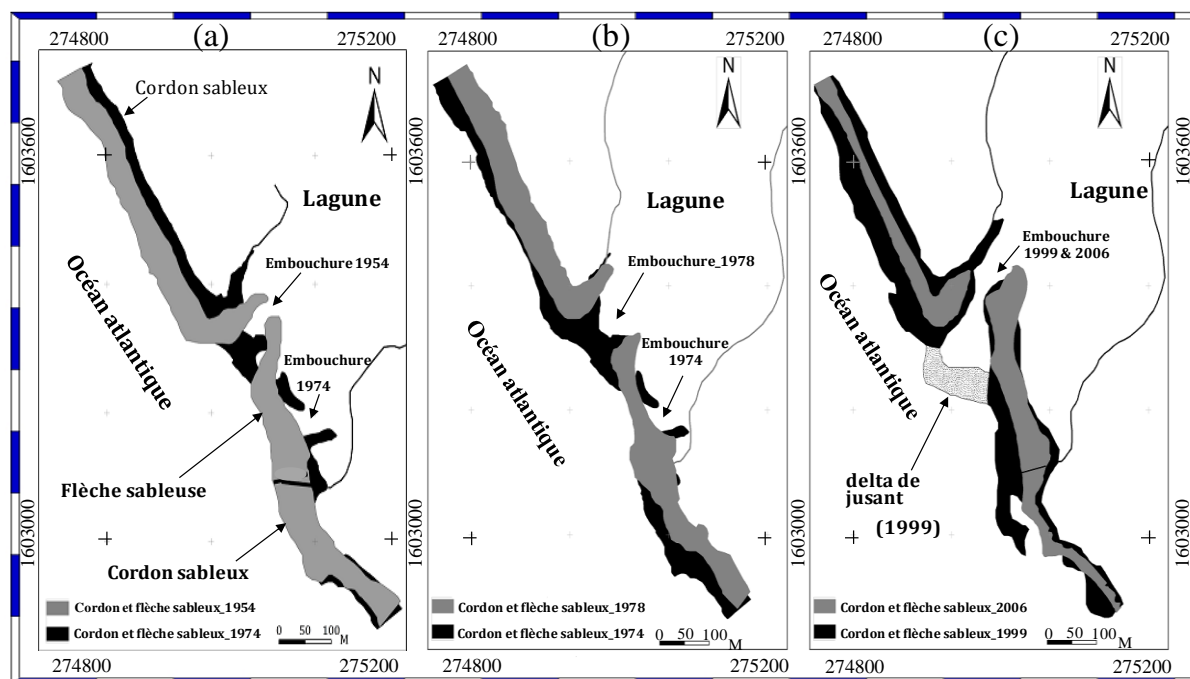 (a)
274800
275200
Cordon sableux
N
1603600
Lagune
Embouchure 1954
Océan atlantique
Embouchure
1974
Flèche sableuse
Cordon sableux
1603000
Cordon et flèche sableux_1954
Cordon et flèche sableux_1974
0 50 100
M
274800
275200
(b)
274800
275200
N
1603600
Lagune
Embouchure_1978
Océan atlantique
Embouchure
1974
1603000
Cordon et flèche sableux_1978
Cordon et flèche sableux_1974
0 50 100
M
274800
275200
(c)
274800
275200
N
1603600
Lagune
Embouchure
1999 & 2006
Océan atlantique
delta de
jusant
(1999)
1603000
Cordon et flèche sableux_2006
Cordon et flèche sableux_1999
0 50 100
M
274800
275200
1603600
1603000